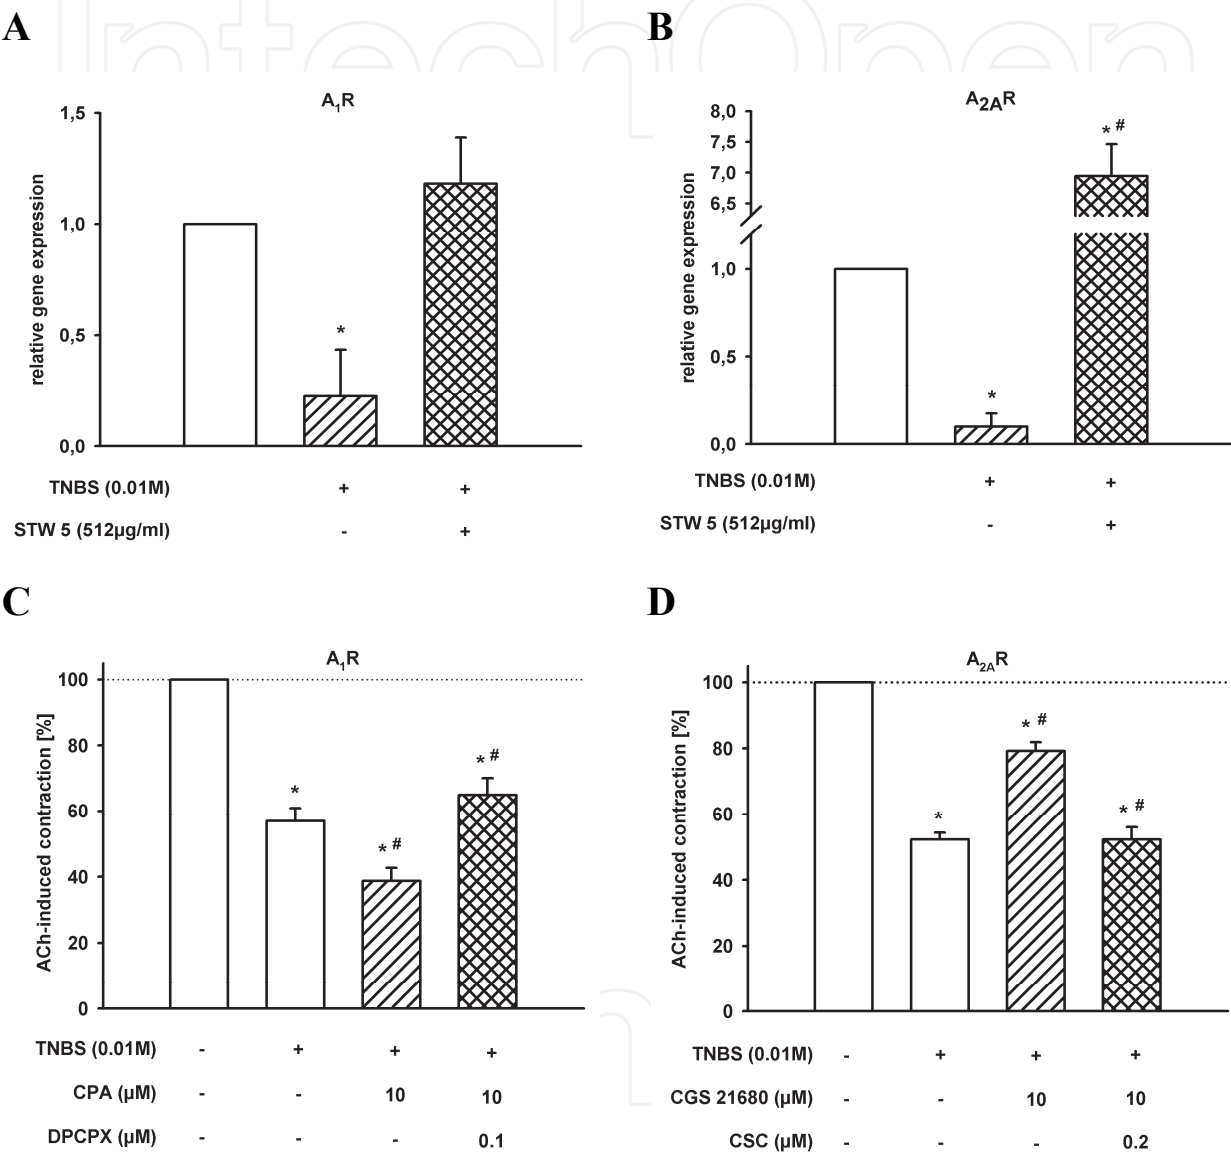 IntechOpen
A
A1R
1,5
1,0
0,5
0,0
relative gene expression
*
TNBS (0.01M) + +
STW 5 (512µg/ml) - +
B
A2AR
8,0
7,5
7,0
6,5
1,0
0,5
0,0
relative gene expression
*
* #
TNBS (0.01M) + +
STW 5 (512µg/ml) - +
C
A1R
100
80
60
40
20
0
ACh-induced contraction [%]
*
* #
* #
TNBS (0.01M) - + + +
CPA (µM) - - 10 10
DPCPX (µM) - - - 0.1
D
A2AR
100
80
60
40
20
0
ACh-induced contraction [%]
*
* #
* #
TNBS (0.01M) - + + +
CGS 21680 (µM) - - 10 10
CSC (µM) - - - 0.2